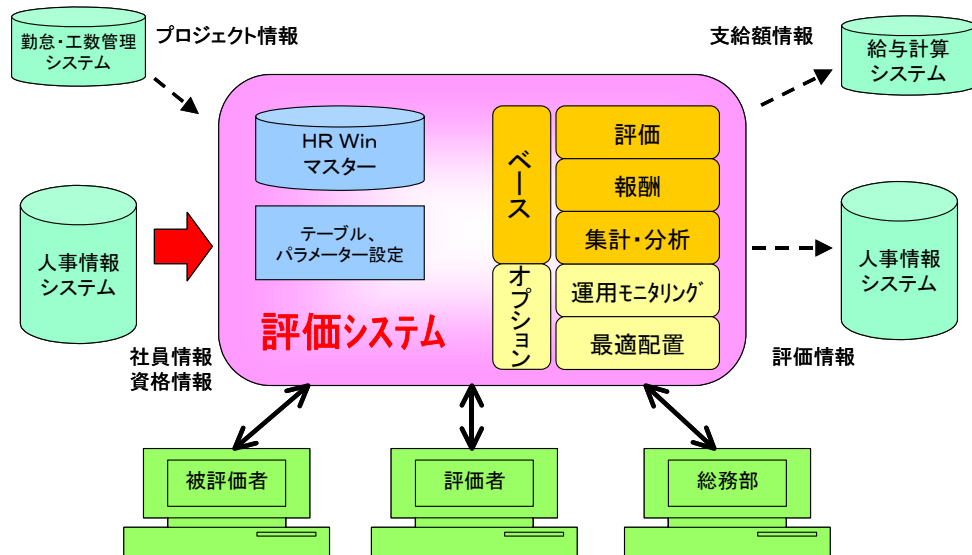 勤怠・工数管理
システム
プロジェクト情報
支給額情報
給与計算
システム
HR Win
マスター
テーブル、
パラメーター設定
評価システム
ベース
オプション
評価
報酬
集計・分析
運用モニタリング
最適配置
人事情報
システム
社員情報
資格情報
人事情報
システム
評価情報
被評価者
評価者
総務部